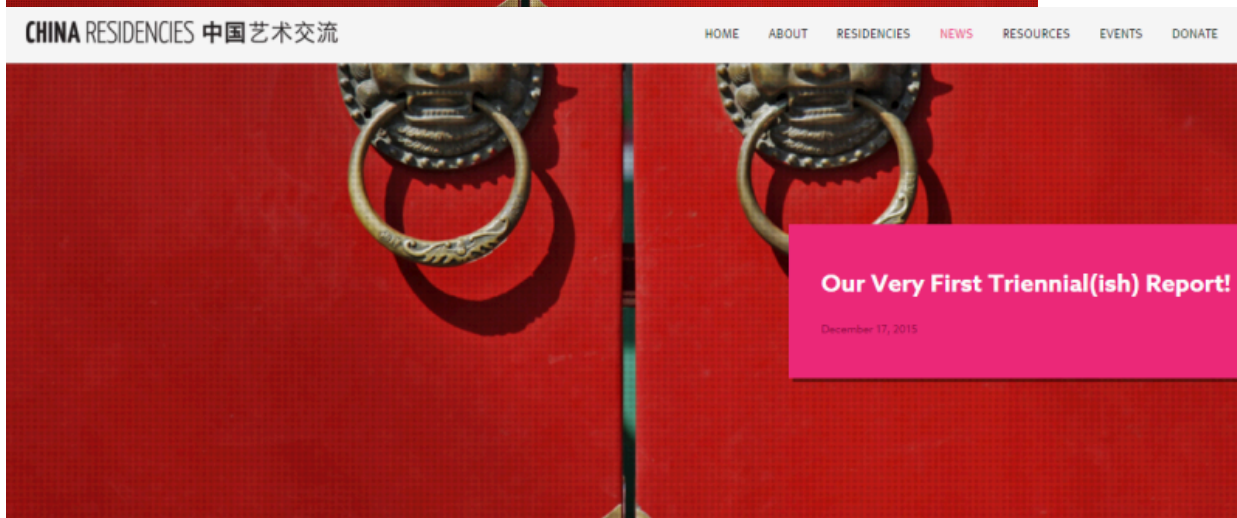 CHINA RESIDENCIES 中国艺术交流
HOME ABOUT RESIDENCIES NEWS RESOURCES EVENTS DONATE
Our Very First Triennial(ish) Report!
December 17, 2015